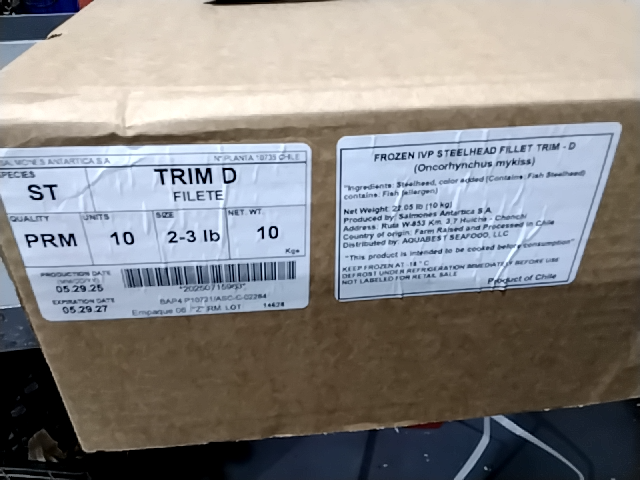 SALMONES ANTARTICA S.A. N°PLANTA 10735 CHILE
SPECIES
ST
TRIM D
FILETE
QUALITY UNITS SIZE NET. WT.
PRM 10 2-3 lb 10
Kgs
PRODUCTION DATE
05.29.25
EXPIRATION DATE
05.29.27
BAP4 P10721/ASC-C-02284
Empaque 08 /"Z" RM LOT:
FROZEN IVP STEELHEAD FILLET TRIM - D
(Oncorhynchus mykiss)
"Ingredients: Steelhead, color added (Contains: Fish Steelhead)
contains: Fish (allergen)
Net Weight: 22.05 lb (10 kg)
Produced by: Salmones Antartica S.A.
Address: Ruta W-853 Km. 3,7 Huicha - Chonchi
Country of origin: Farm Raised and Processed in Chile
Distributed by: AQUABEST SEAFOOD, LLC
"This product is intended to be cooked before consumption"
KEEP FROZEN AT -18 ° C
DEFROST UNDER REFRIGERATION IMMEDIATELY BEFORE USE
NOT LABELED FOR RETAIL SALE
Product of Chile